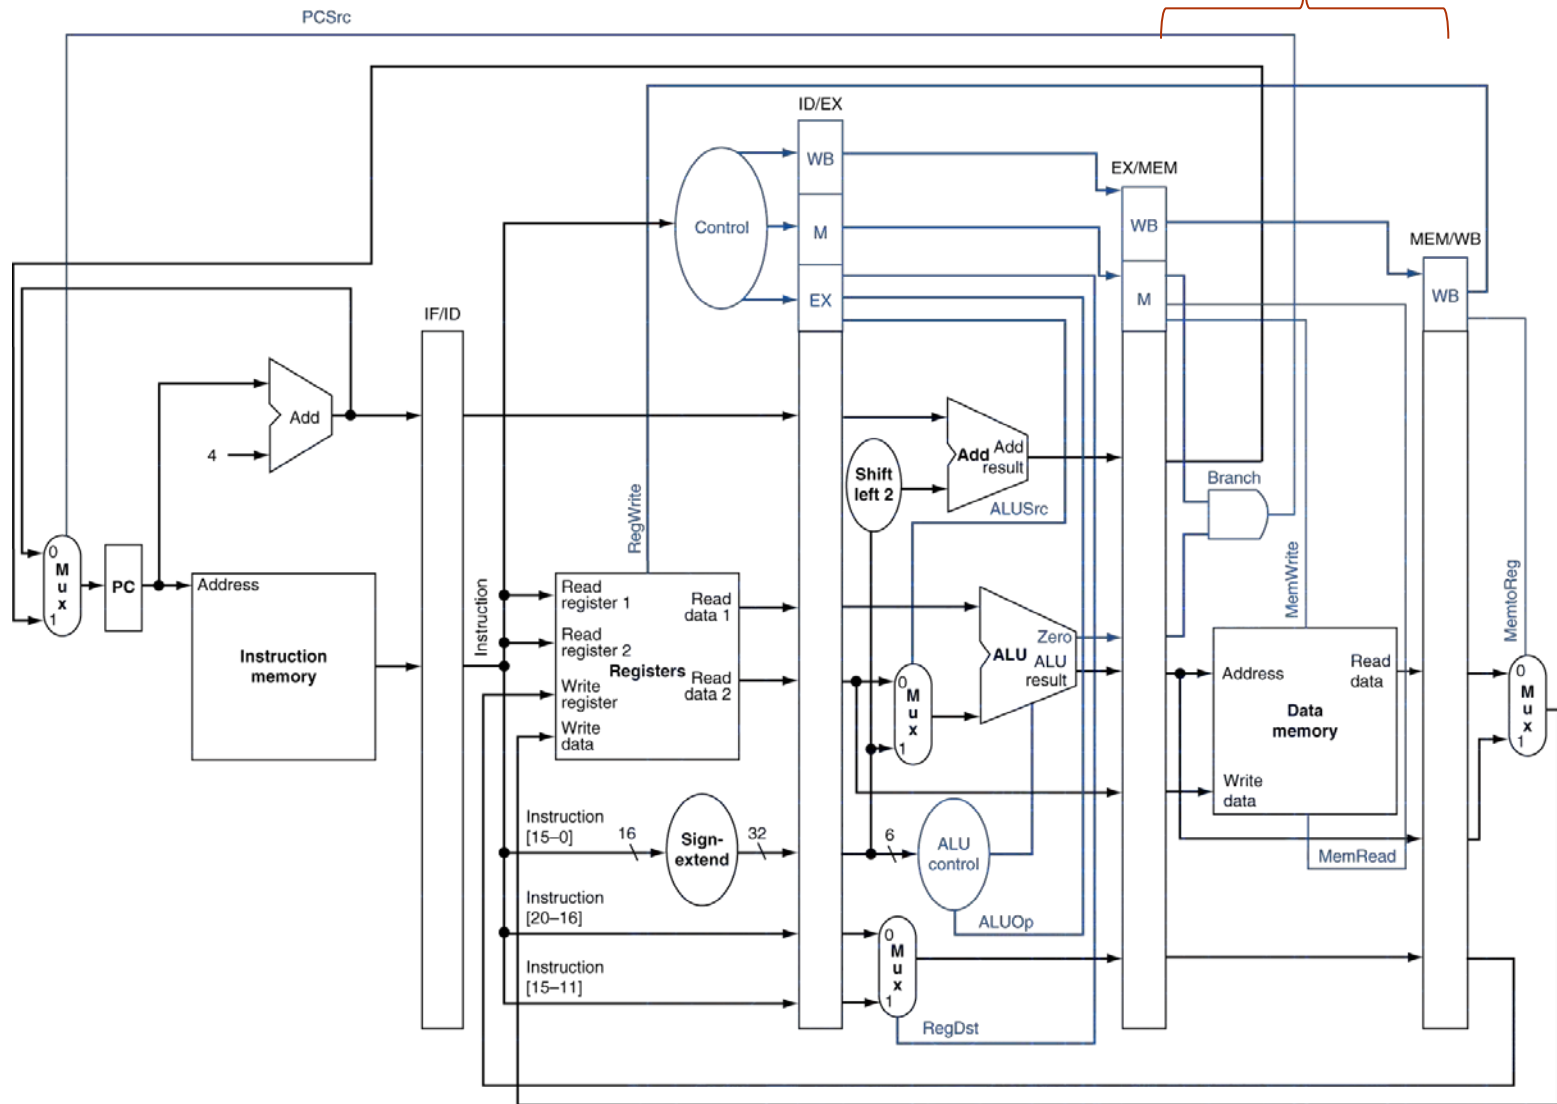 PCSrc
ID/EX
WB
EX/MEM
Control
M
WB
MEM/WB
EX
M
WB
IF/ID
Add
4
Add Add
result
Shift
left 2
ALUSrc
Branch
RegWrite
MemWrite
MemtoReg
Instruction
0
M
u
x
1
PC
Address
Instruction
memory
Read
register 1
Read
data 1
Read
register 2
Registers
Read
data 2
Write
register
Write
data
Zero
ALU
ALU
result
0
M
u
x
1
Address
Read
data
Data
memory
Write
data
0
M
u
x
1
Instruction
[15–0]
16
Sign-
extend
32
6
ALU
control
MemRead
Instruction
[20–16]
ALUOp
0
M
u
x
1
Instruction
[15–11]
RegDst